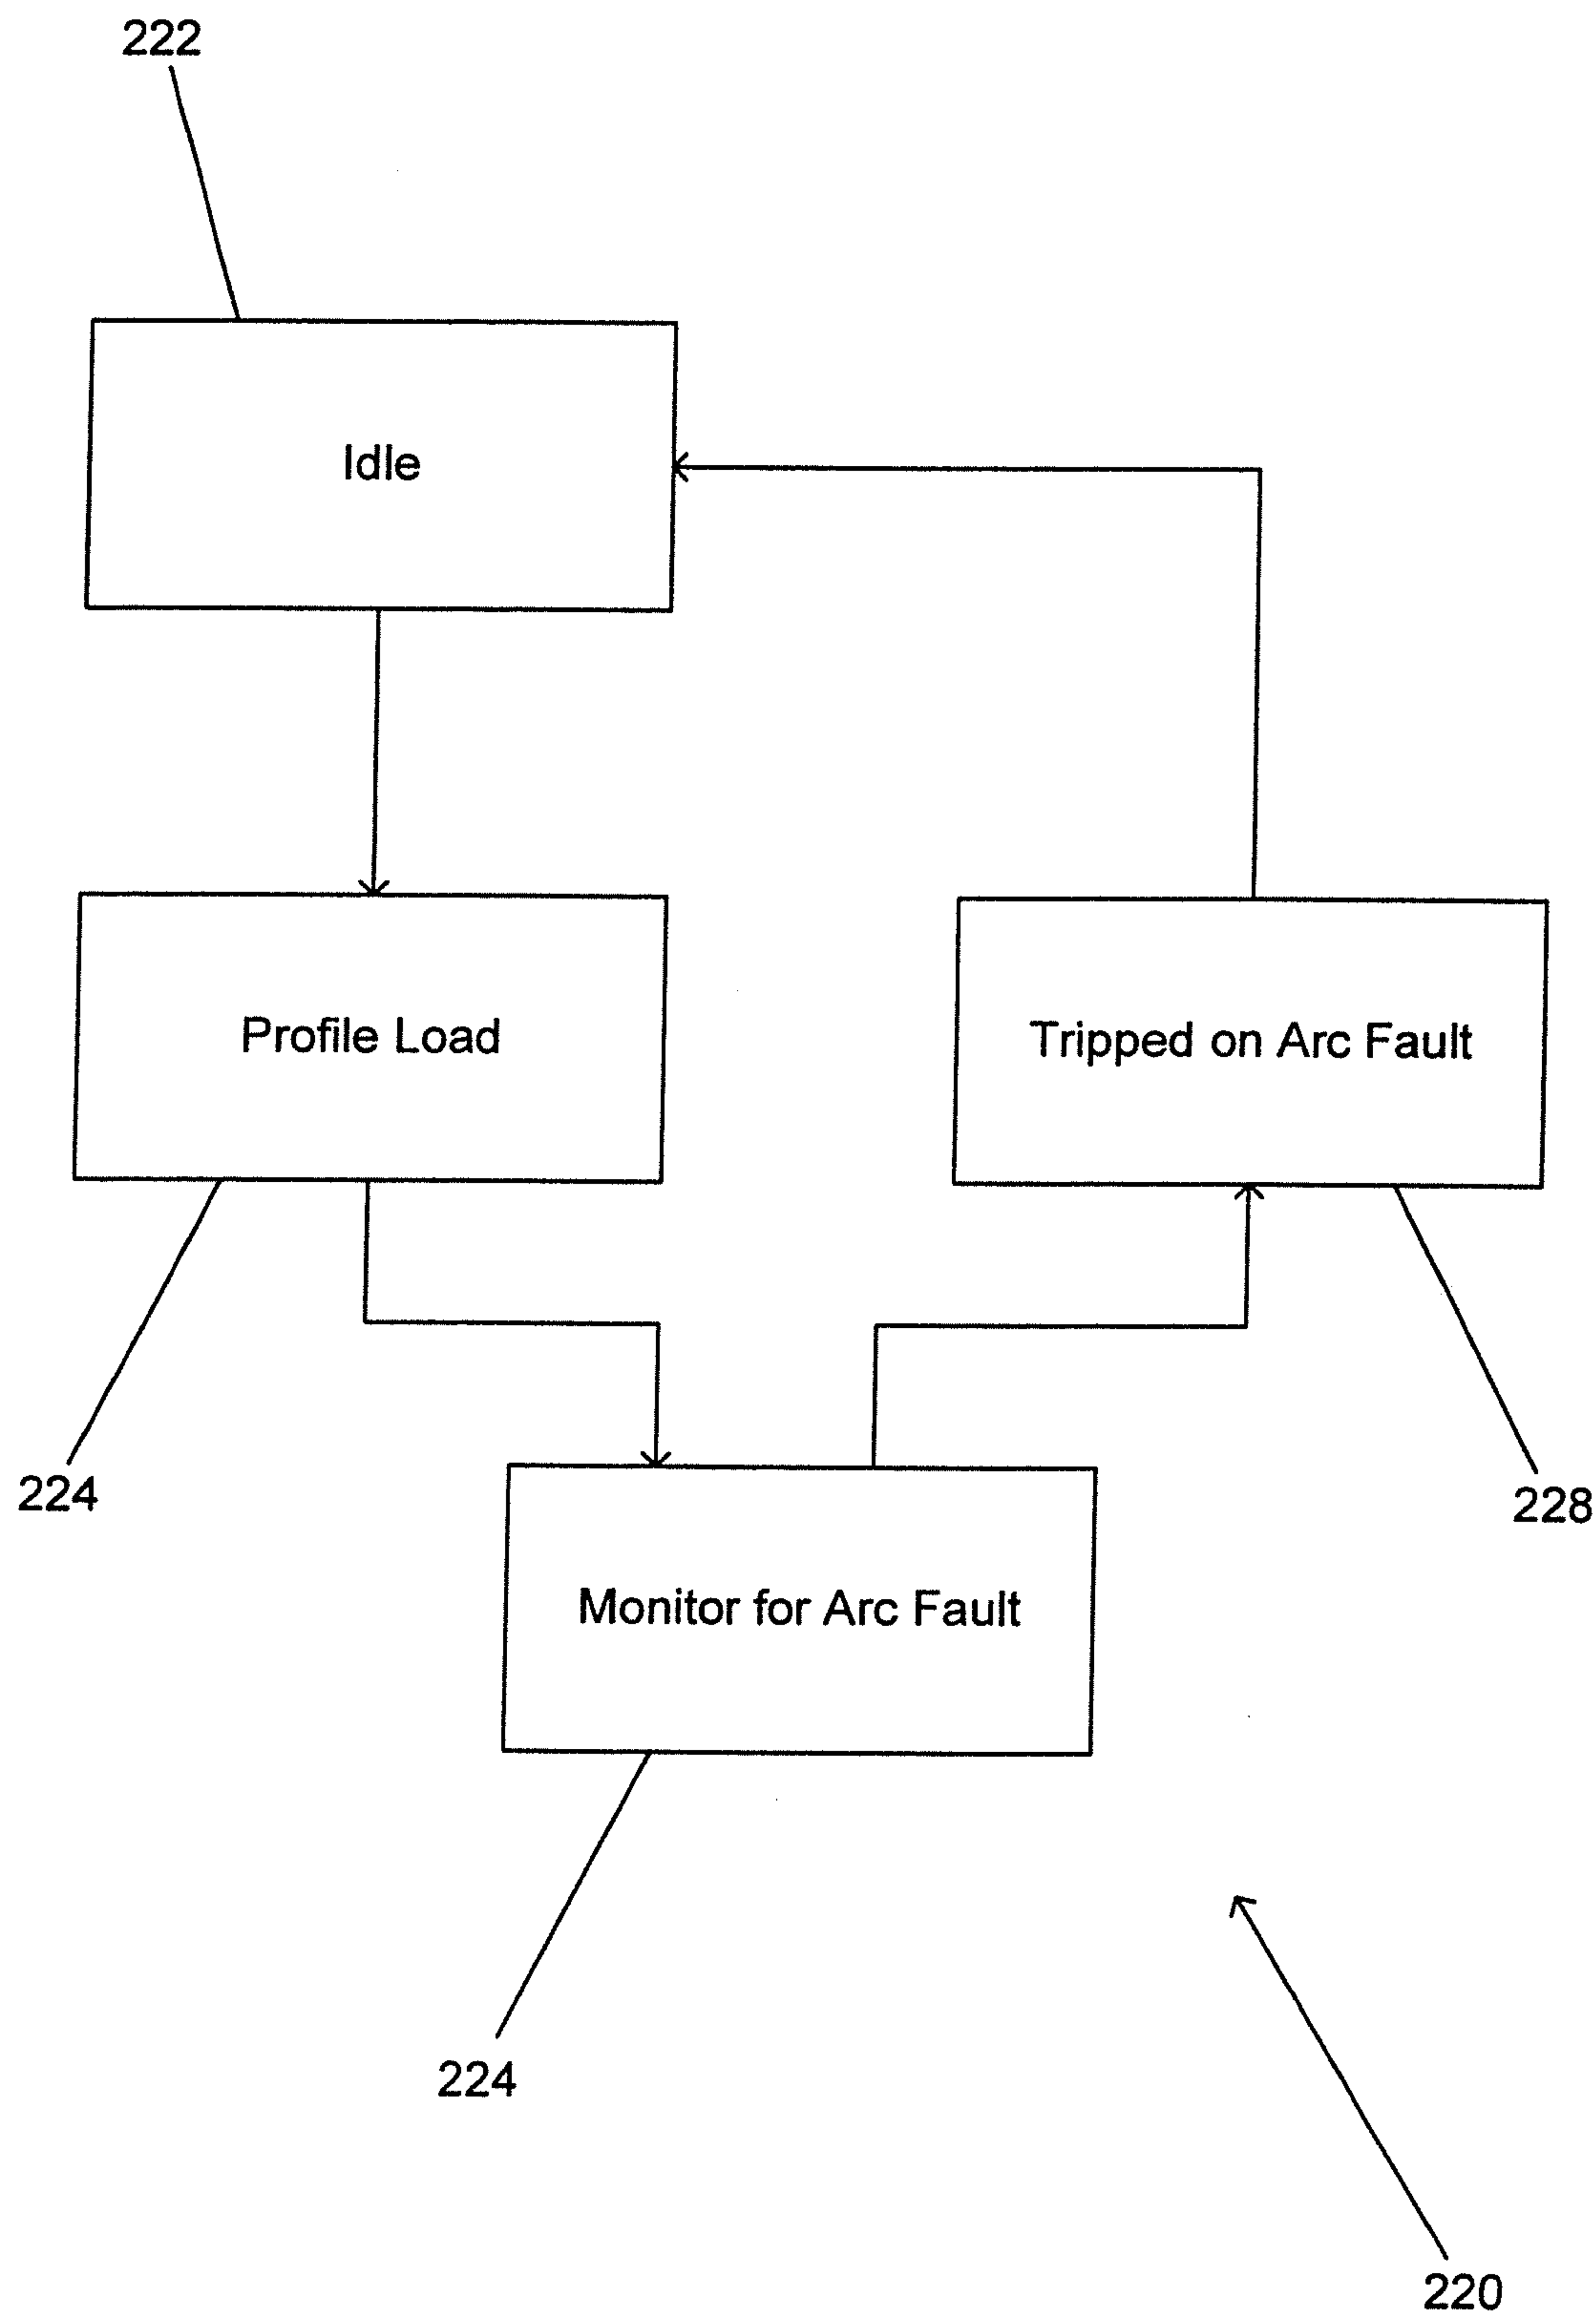 222
Idle
Profile Load
Tripped on Arc Fault
224
228
Monitor for Arc Fault
224
220